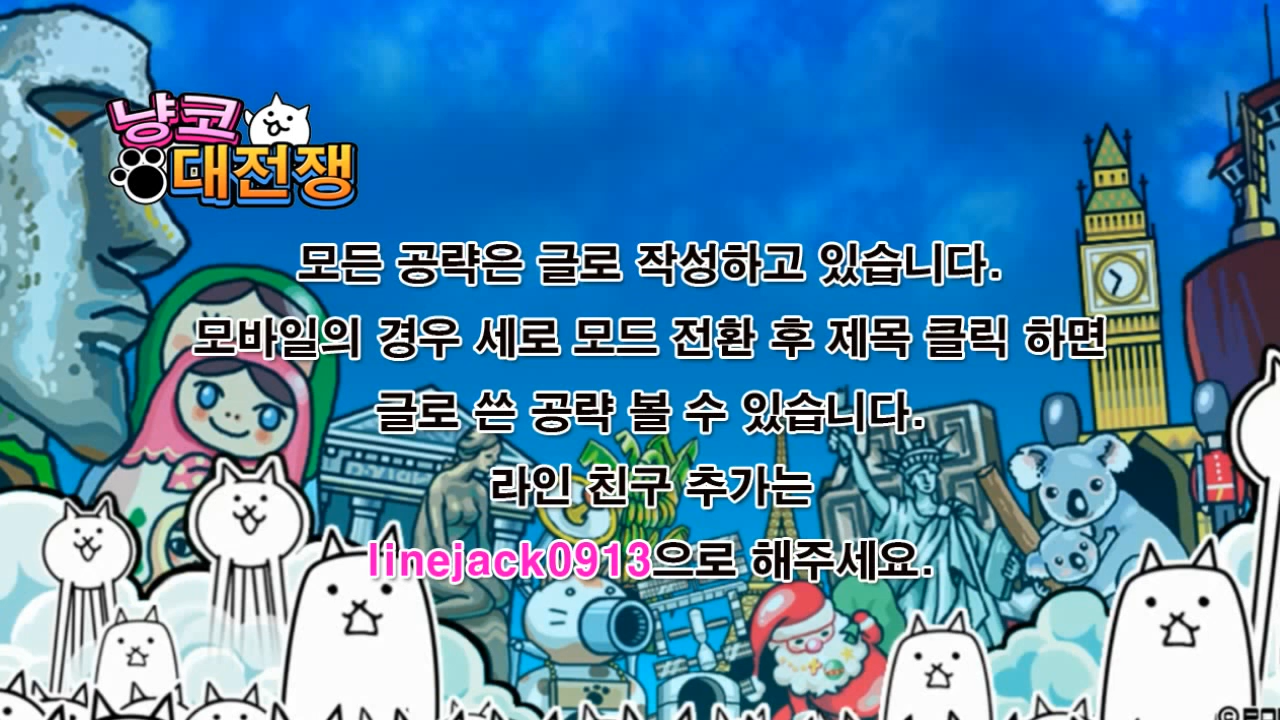 냥코
대전쟁
모든 공략은 글로 작성하고 있습니다.
모바일의 경우 세로 모드 전환 후 제목 클릭 하면
글로 쓴 공략 볼 수 있습니다.
라인 친구 추가는
linejack0913으로 해주세요.